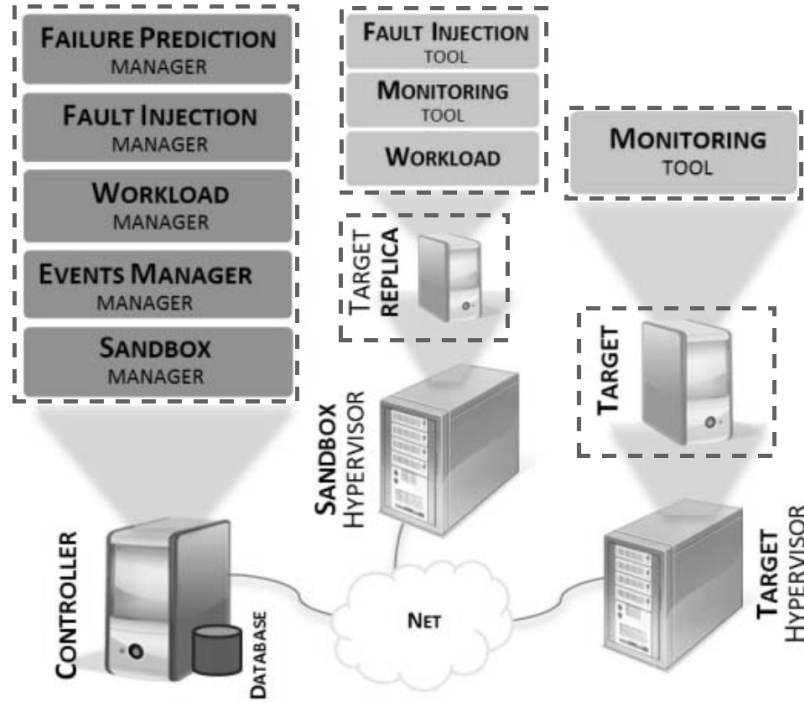 FAILURE PREDICTION
MANAGER
FAULT INJECTION
MANAGER
WORKLOAD
MANAGER
EVENTS MANAGER
MANAGER
SANDBOX
MANAGER
FAULT INJECTION
TOOL
MONITORING
TOOL
WORKLOAD
MONITORING
TOOL
TARGET
REPLICA
TARGET
SANDBOX
HYPERVISOR
CONTROLLER
DATABASE
NET
TARGET
HYPERVISOR